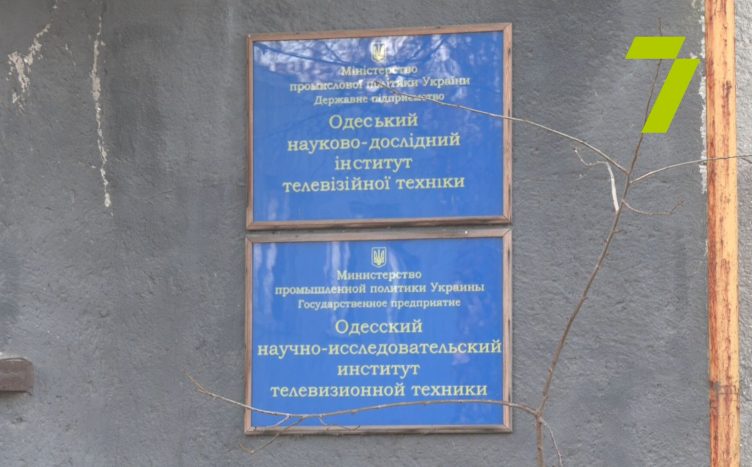 Міністерство
промислової політики України
Державне підприємство
Одеський
науково-дослідний
інститут
телевізійної техніки
Министерство
промышленной политики Украины
Государственное предприятие
Одесский
научно-исследовательский
институт
телевизионной техники
7